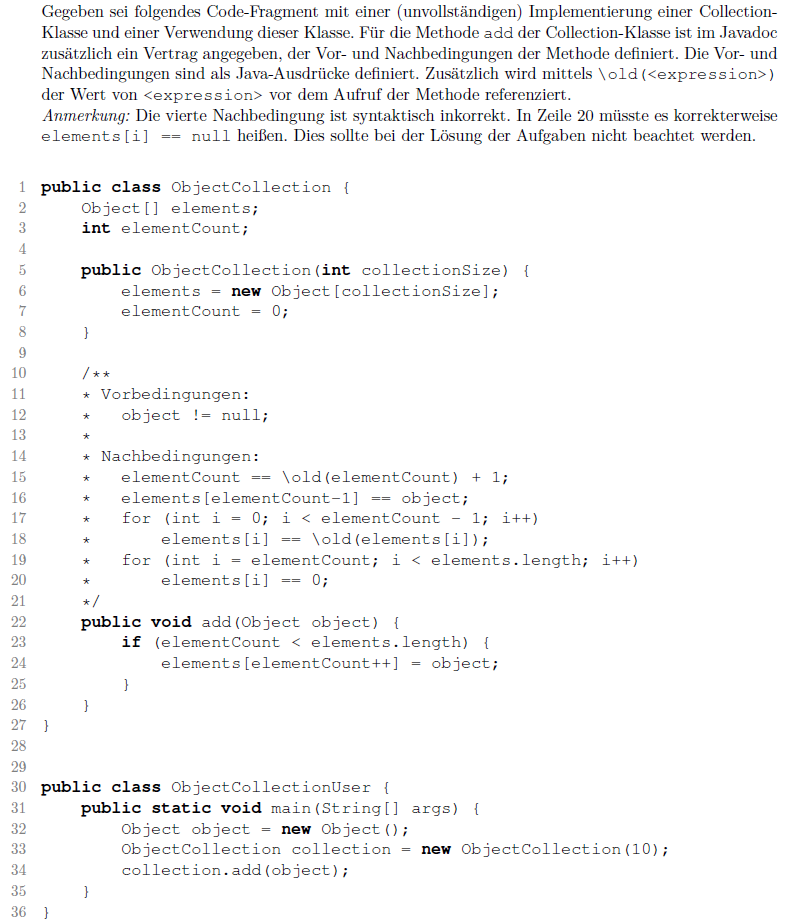 Gegeben sei folgendes Code-Fragment mit einer (unvollständigen) Implementierung einer Collection-
Klasse und einer Verwendung dieser Klasse. Für die Methode add der Collection-Klasse ist im Javadoc
zusätzlich ein Vertrag angegeben, der Vor- und Nachbedingungen der Methode definiert. Die Vor- und
Nachbedingungen sind als Java-Ausdrücke definiert. Zusätzlich wird mittels \old(<expression>)
der Wert von <expression> vor dem Aufruf der Methode referenziert.
Anmerkung: Die vierte Nachbedingung ist syntaktisch inkorrekt. In Zeile 20 müsste es korrekterweise
elements[i] == null heißen. Dies sollte bei der Lösung der Aufgaben nicht beachtet werden.
1 public class ObjectCollection {
2     Object[] elements;
3     int elementCount;
4
5     public ObjectCollection(int collectionSize) {
6         elements = new Object[collectionSize];
7         elementCount = 0;
8     }
9
10     /**
11     * Vorbedingungen:
12     *   object != null;
13     *
14     * Nachbedingungen:
15     *   elementCount == \old(elementCount) + 1;
16     *   elements[elementCount-1] == object;
17     *   for (int i = 0; i < elementCount - 1; i++)
18     *       elements[i] == \old(elements[i]);
19     *   for (int i = elementCount; i < elements.length; i++)
20     *       elements[i] == 0;
21     */
22     public void add(Object object) {
23         if (elementCount < elements.length) {
24             elements[elementCount++] = object;
25         }
26     }
27 }
28
29
30 public class ObjectCollectionUser {
31     public static void main(String[] args) {
32         Object object = new Object();
33         ObjectCollection collection = new ObjectCollection(10);
34         collection.add(object);
35     }
36 }